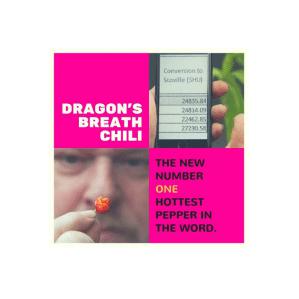 DRAGON'S
BREATH
CHILI
Conversion to
Scoville (SHU)
24835.84
24814.09
22462.85
27230.58
THE NEW
NUMBER
ONE
HOTTEST
PEPPER IN
THE WORD.